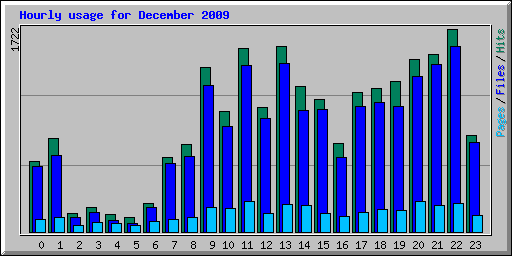 Hourly usage for December 2009
1722
Pages/Files/Hits
0 1 2 3 4 5 6 7 8 9 10 11 12 13 14 15 16 17 18 19 20 21 22 23